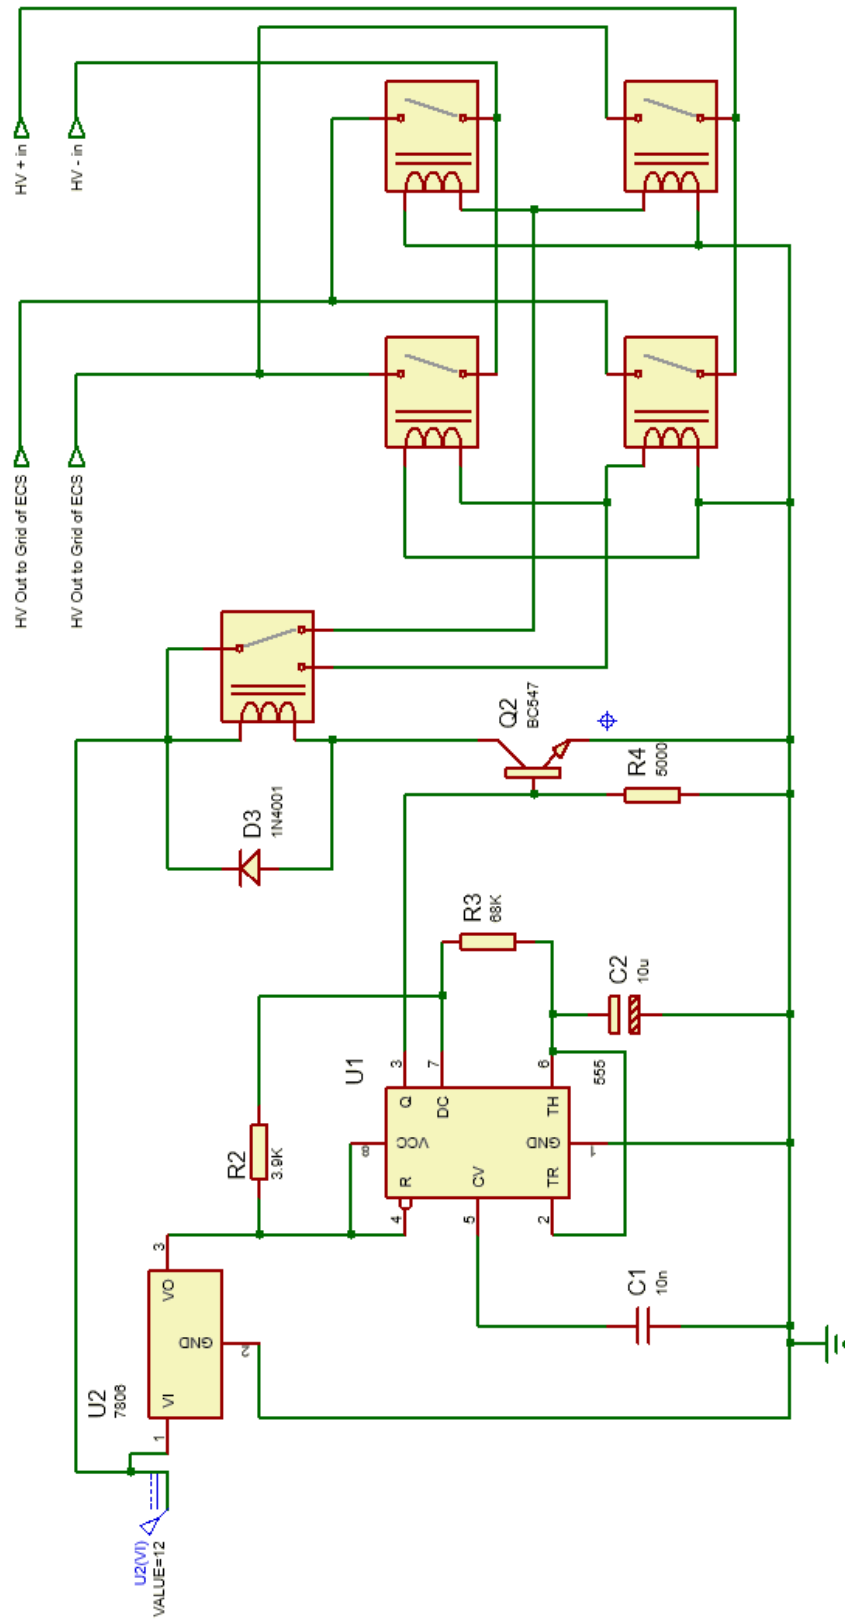 HV + in
HV - in
HV Out to Grid of ECS
HV Out to Grid of ECS
U2(VI)
VALUE=12
U2
7806
1
VI
VO
3
GND
2
R2
3.9K
D3
1N4001
U1
555
4
R
5
CV
2
TR
8
VCC
GND
1
Q
3
DC
7
TH
6
R3
68K
C1
10n
C2
10u
Q2
BC547
R4
5000